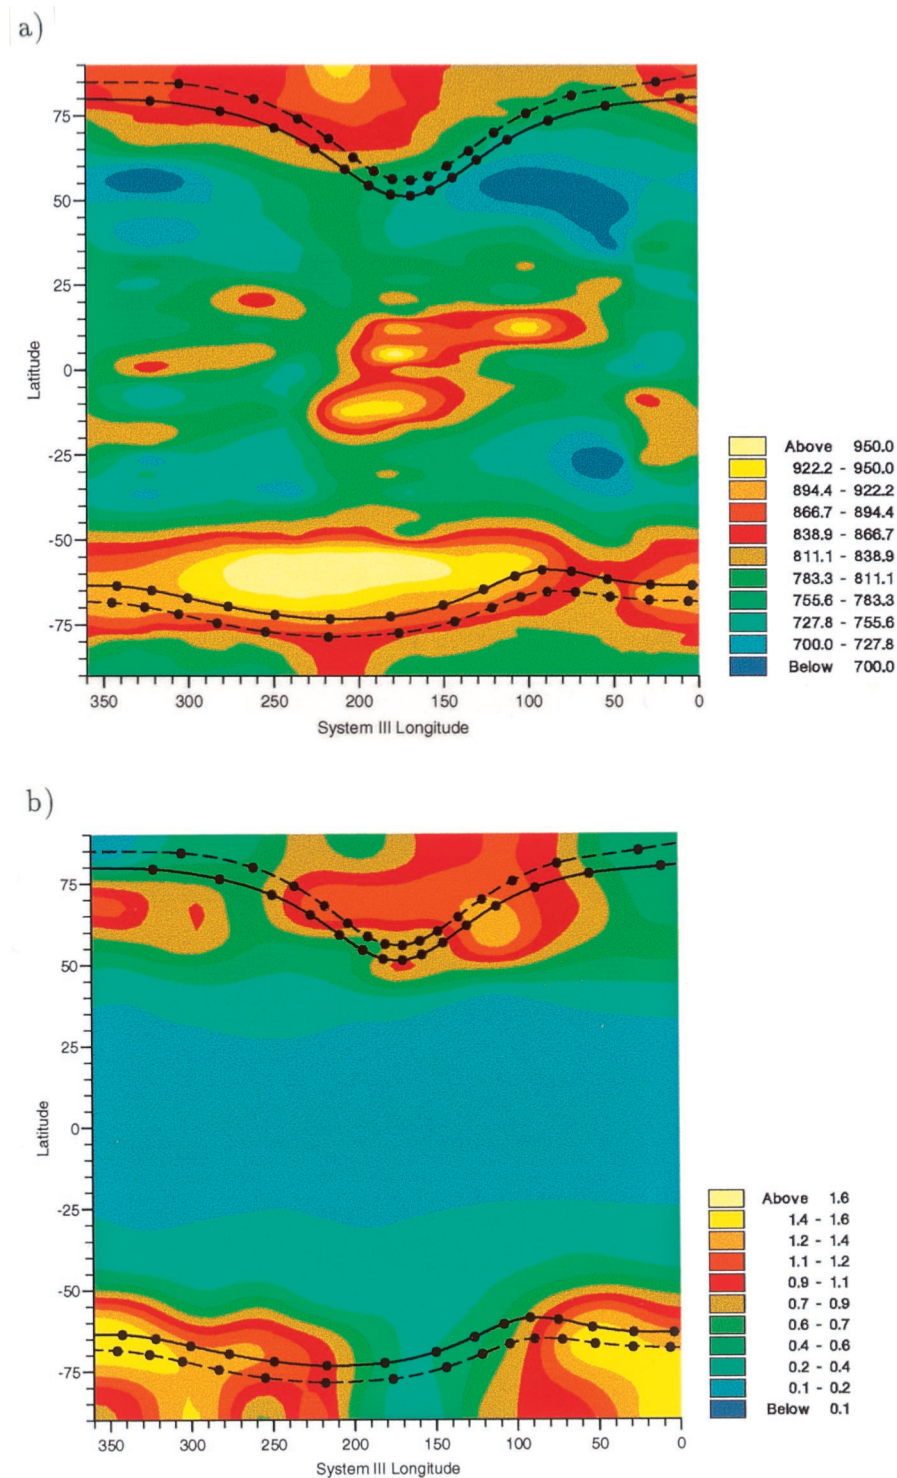 a)
75
50
25
0
-25
-50
-75
Latitude
350 300 250 200 150 100 50 0
System III Longitude
Above 950.0
922.2 - 950.0
894.4 - 922.2
866.7 - 894.4
838.9 - 866.7
811.1 - 838.9
783.3 - 811.1
755.6 - 783.3
727.8 - 755.6
700.0 - 727.8
Below 700.0
b)
75
50
25
0
-25
-50
-75
Latitude
350 300 250 200 150 100 50 0
System III Longitude
Above 1.6
1.4 - 1.6
1.2 - 1.4
1.1 - 1.2
0.9 - 1.1
0.7 - 0.9
0.6 - 0.7
0.4 - 0.6
0.2 - 0.4
0.1 - 0.2
Below 0.1